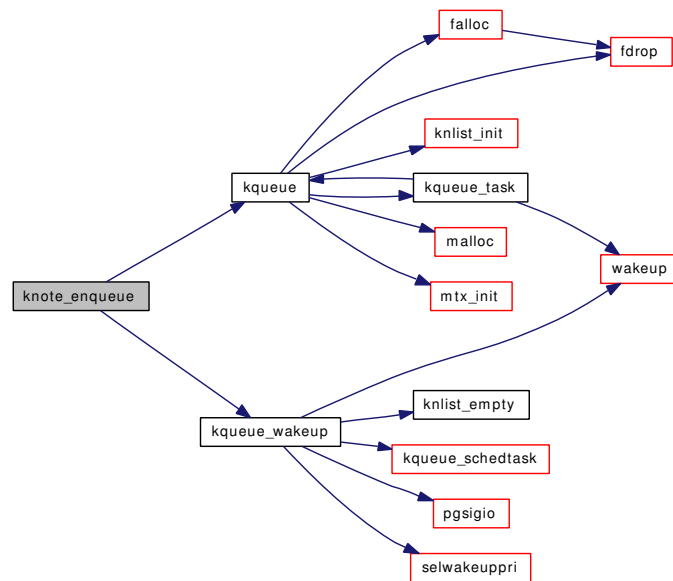 falloc
fdrop
knlist_init
kqueue
kqueue_task
malloc
wakeup
knote_enqueue
mtx_init
knlist_empty
kqueue_wakeup
kqueue_schedtask
pgsigio
selwakeuppri